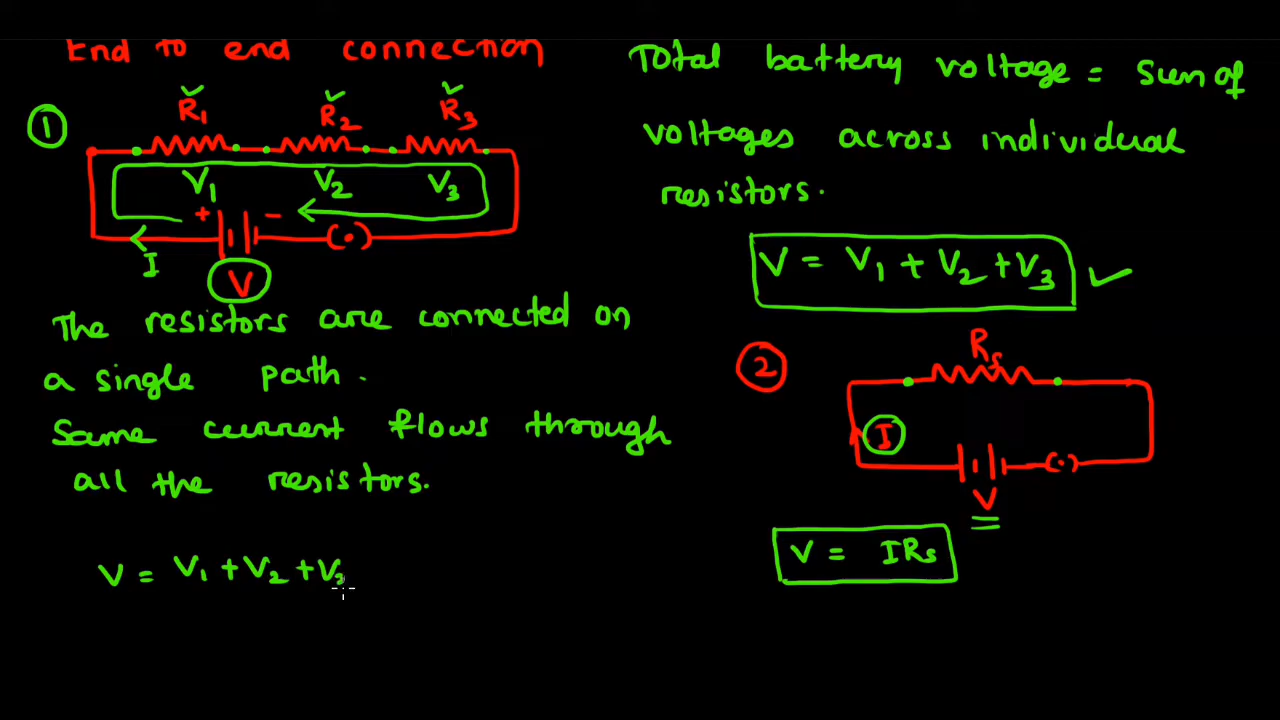 End to end connection
1
R1 R2 R3
V1 V2 V3
+ -
I
V
The resistors are connected on
a single path.
Same current flows through
all the resistors.
V = V1 + V2 + V3
Total battery voltage = Sum of
voltages across individual
resistors.
V = V1 + V2 + V3
2
Rs
I
V
V = IRs